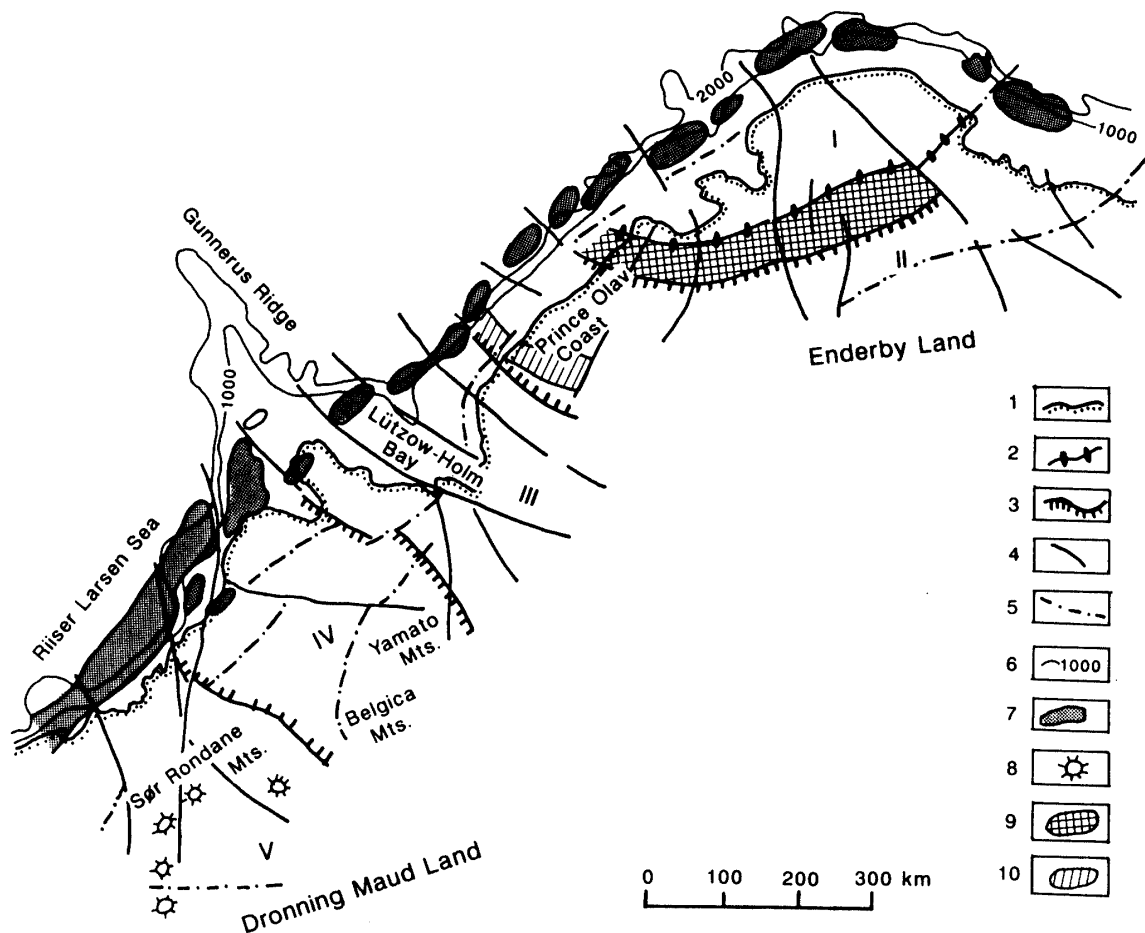 2000
1000
I
II
Gunnerus Ridge
Prince Olav
Coast
Enderby Land
1000
Lützow-Holm
Bay
III
Riiser Larsen Sea
IV
Yamato
Mts.
Belgica
Mts.
Sør Rondane
Mts.
V
Dronning Maud Land
0 100 200 300 km
1
2
3
4
5
6 1000
7
8
9
10